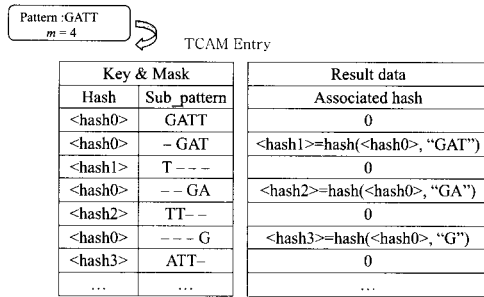 Pattern :GATT
m = 4
TCAM Entry
Key & Mask Result data
Hash Sub_pattern Associated hash
<hash0> GATT 0
<hash0> - GAT <hash1>=hash(<hash0>, “GAT”)
<hash1> T - - - 0
<hash0> - - GA <hash2>=hash(<hash0>, “GA”)
<hash2> TT- - 0
<hash0> - - - G <hash3>=hash(<hash0>, “G”)
<hash3> ATT- 0
... ... ...